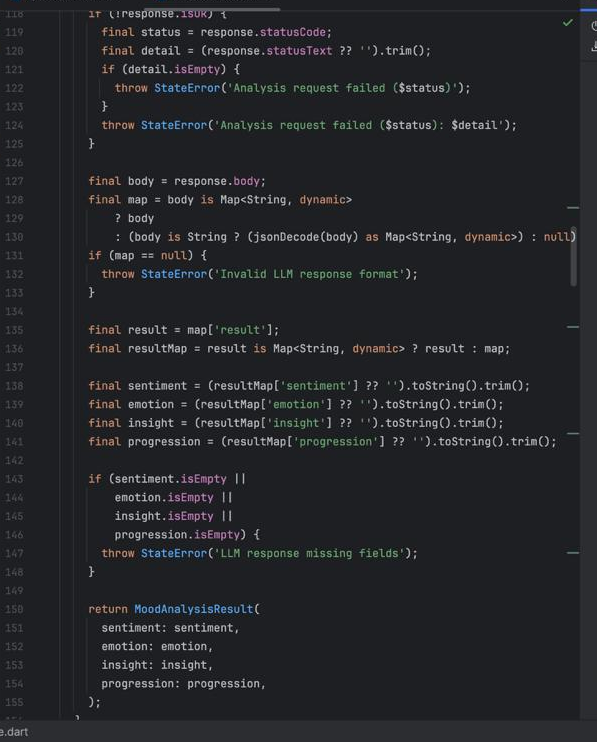 118 if (!response.isOk) {
119 final status = response.statusCode;
120 final detail = (response.statusText ?? '').trim();
121 if (detail.isEmpty) {
122 throw StateError('Analysis request failed ($status)');
123 }
124 throw StateError('Analysis request failed ($status): $detail');
125 }
126
127 final body = response.body;
128 final map = body is Map<String, dynamic>
129 ? body
130 : (body is String ? (jsonDecode(body) as Map<String, dynamic>) : null)
131 if (map == null) {
132 throw StateError('Invalid LLM response format');
133 }
134
135 final result = map['result'];
136 final resultMap = result is Map<String, dynamic> ? result : map;
137
138 final sentiment = (resultMap['sentiment'] ?? '').toString().trim();
139 final emotion = (resultMap['emotion'] ?? '').toString().trim();
140 final insight = (resultMap['insight'] ?? '').toString().trim();
141 final progression = (resultMap['progression'] ?? '').toString().trim();
142
143 if (sentiment.isEmpty ||
144 emotion.isEmpty ||
145 insight.isEmpty ||
146 progression.isEmpty) {
147 throw StateError('LLM response missing fields');
148 }
149
150 return MoodAnalysisResult(
151 sentiment: sentiment,
152 emotion: emotion,
153 insight: insight,
154 progression: progression,
155 );
e.dart